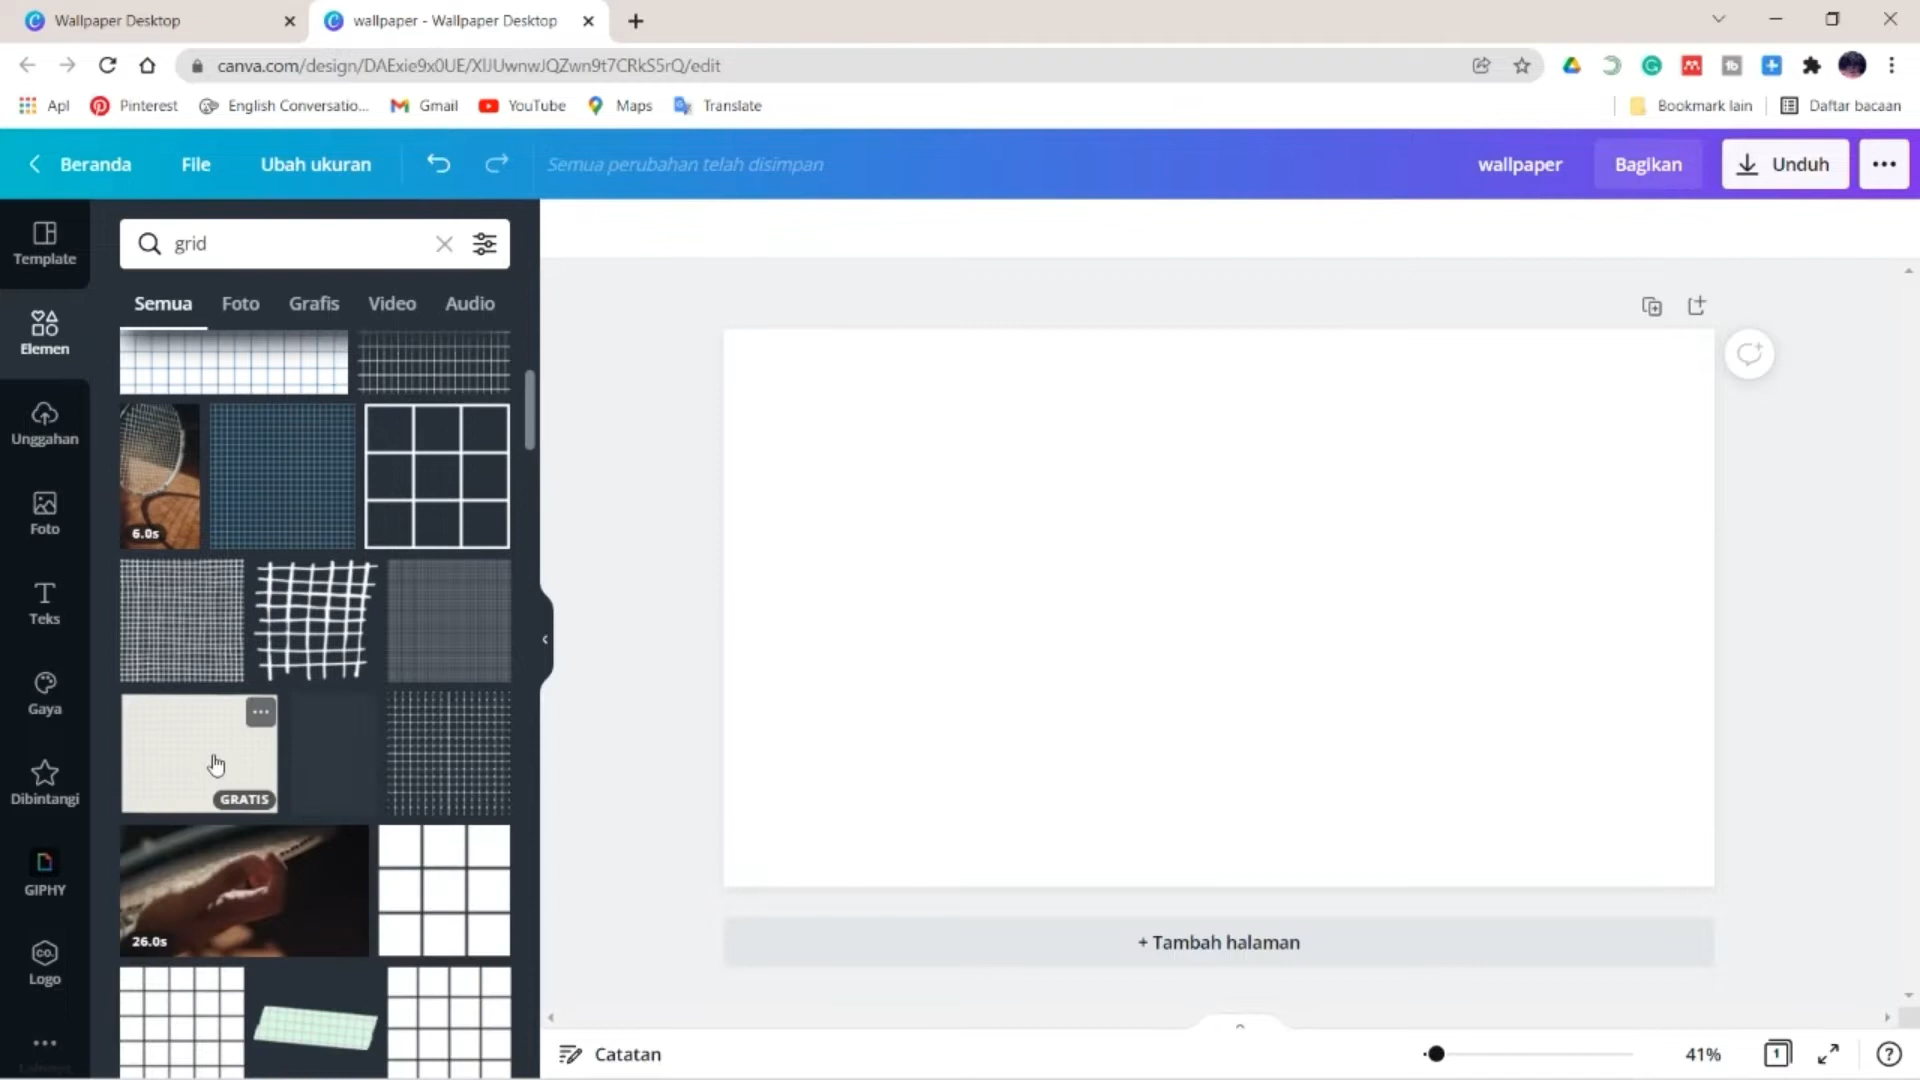 Wallpaper Desktop
wallpaper - Wallpaper Desktop
canva.com/design/DAExie9x0UE/XlJUwnwJQZwn9t7CRkS5rQ/edit
Apl
Pinterest
English Conversatio...
Gmail
YouTube
Maps
Translate
Bookmark lain
Daftar bacaan
Beranda
File
Ubah ukuran
Semua perubahan telah disimpan
wallpaper
Bagikan
Unduh
Template
Elemen
Unggahan
Foto
Teks
Gaya
Dibintangi
GIPHY
CO.
Logo
grid
Semua
Foto
Grafis
Video
Audio
6.0s
GRATIS
26.0s
+ Tambah halaman
Catatan
41%
1